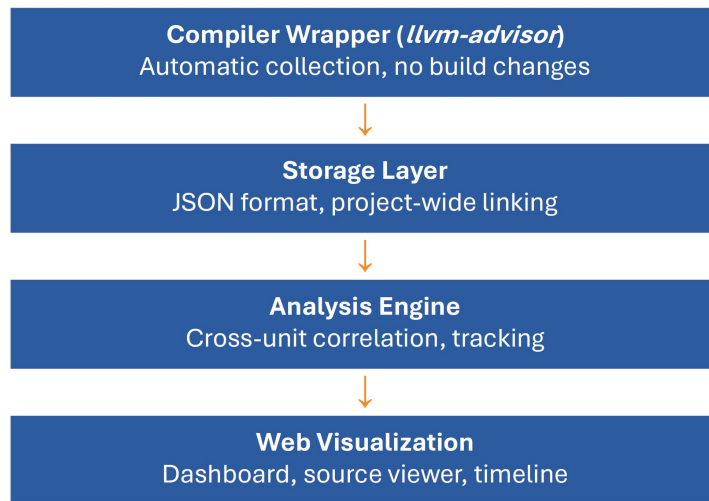 Compiler Wrapper (llvm-advisor)
Automatic collection, no build changes
Storage Layer
JSON format, project-wide linking
Analysis Engine
Cross-unit correlation, tracking
Web Visualization
Dashboard, source viewer, timeline